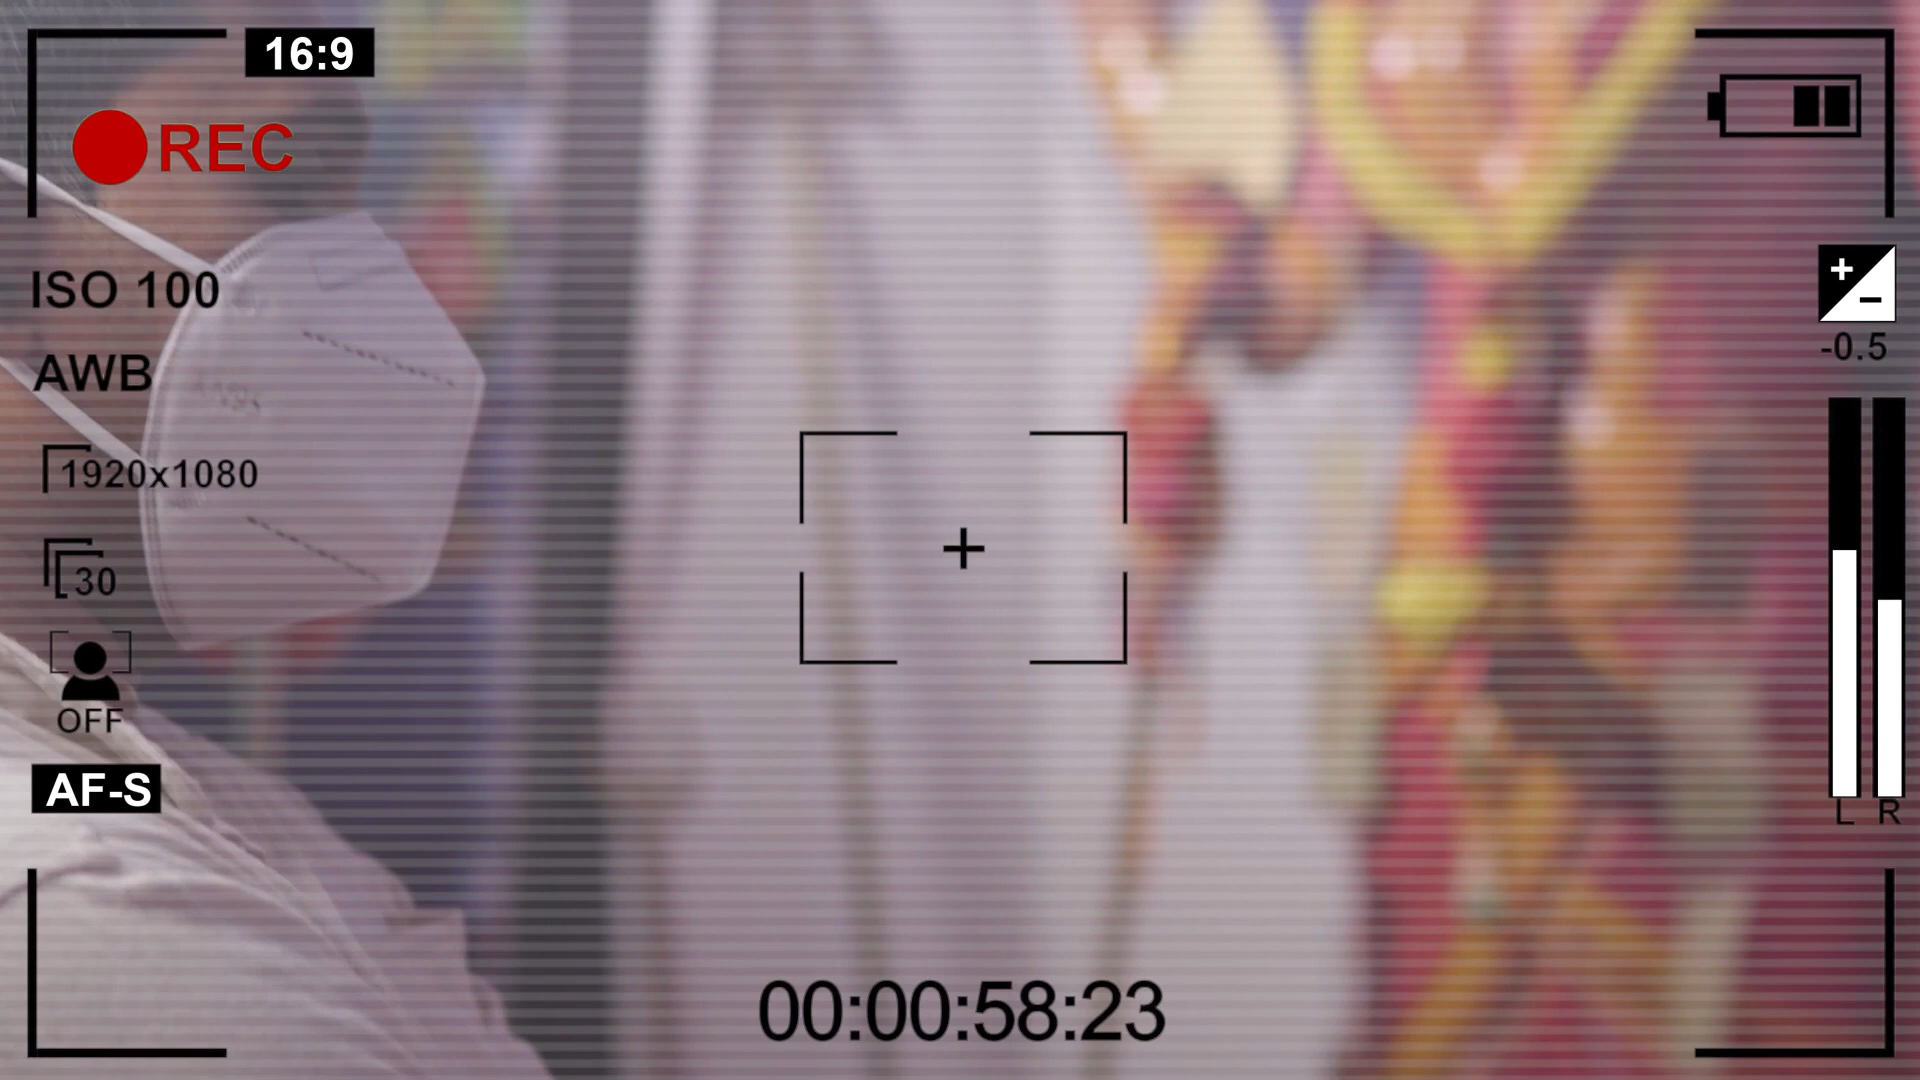 16:9
REC
ISO 100
AWB
1920x1080
30
OFF
AF-S
+
-
-0.5
L R
00:00:58:23